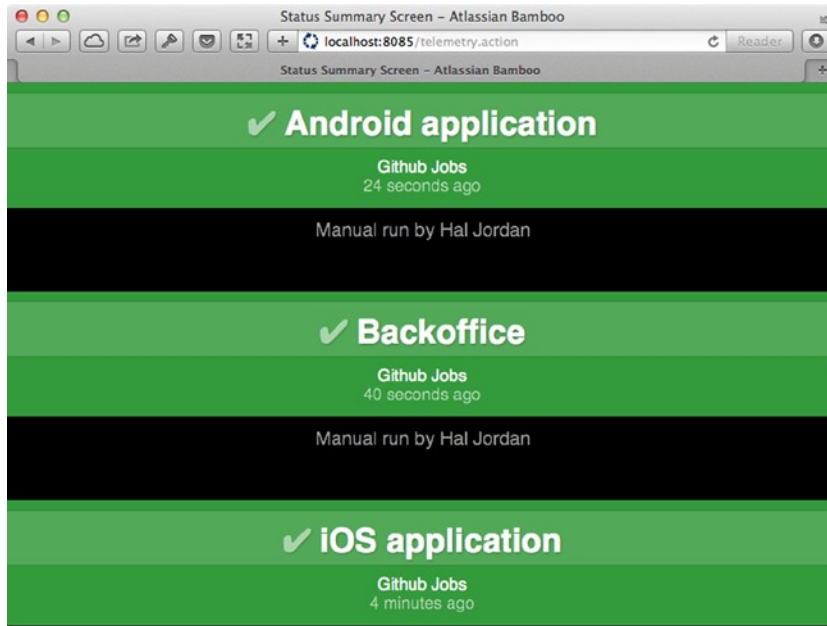 Status Summary Screen – Atlassian Bamboo
localhost:8085/telemetry.action
Reader
Status Summary Screen – Atlassian Bamboo
✔ Android application
Github Jobs
24 seconds ago
Manual run by Hal Jordan
✔ Backoffice
Github Jobs
40 seconds ago
Manual run by Hal Jordan
✔ iOS application
Github Jobs
4 minutes ago